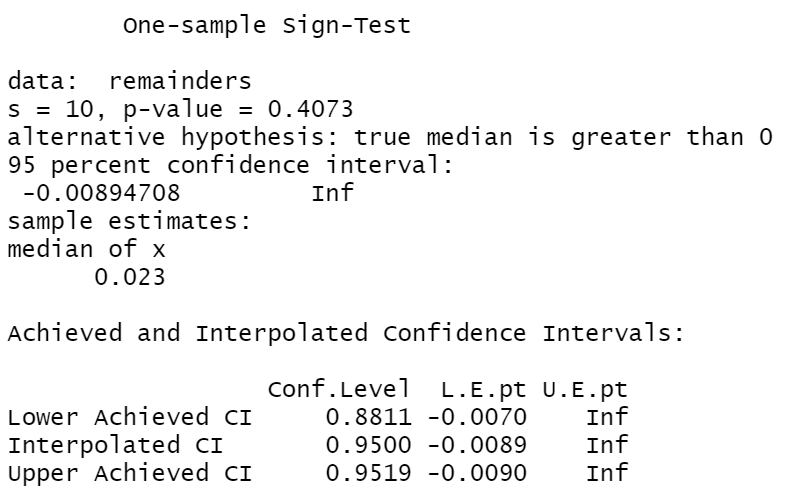 One-sample Sign-Test
data:  remainders
s = 10, p-value = 0.4073
alternative hypothesis: true median is greater than 0
95 percent confidence interval:
 -0.00894708         Inf
sample estimates:
median of x
      0.023
Achieved and Interpolated Confidence Intervals:
                  Conf.Level  L.E.pt U.E.pt
Lower Achieved CI     0.8811 -0.0070    Inf
Interpolated CI       0.9500 -0.0089    Inf
Upper Achieved CI     0.9519 -0.0090    Inf